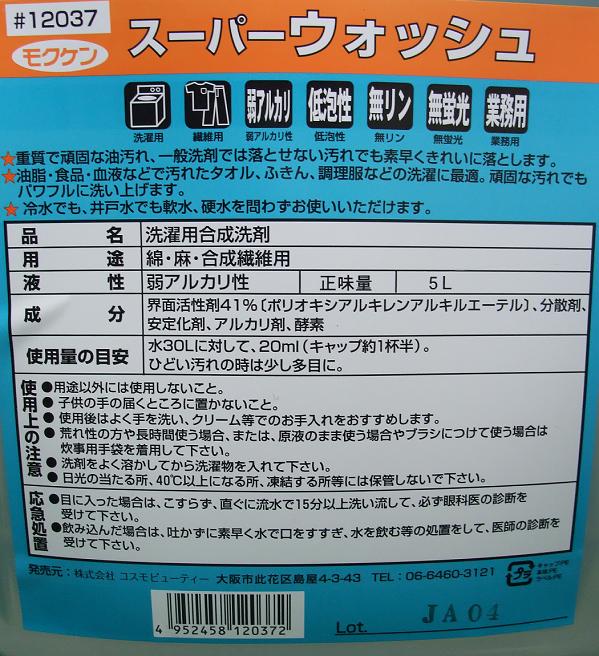 #12037
モクケン
スーパーウォッシュ
弱アルカリ 低泡性 無リン 無蛍光 業務用
洗濯用 繊維用 弱アルカリ性 低泡性 無リン 無蛍光 業務用
★重質で頑固な油汚れ、一般洗剤では落とせない汚れでも素早くきれいに落とします。
★油脂・食品・血液などで汚れたタオル、ふきん、調理服などの洗濯に最適。頑固な汚れでも
パワフルに洗い上げます。
★冷水でも、井戸水でも軟水、硬水を問わずお使いいただけます。
品名 洗濯用合成洗剤
用途 綿・麻・合成繊維用
液性 弱アルカリ性 正味量 5L
成分 界面活性剤41%〔ポリオキシアルキレンアルキルエーテル〕、分散剤、
安定化剤、アルカリ剤、酵素
使用量の目安 水30Lに対して、20ml(キャップ約1杯半)。
ひどい汚れの時は少し多目に。
使用上の注意
●用途以外には使用しないこと。
●子供の手の届くところに置かないこと。
●使用後はよく手を洗い、クリーム等でのお手入れをおすすめします。
●荒れ性の方や長時間使う場合、または、原液のまま使う場合やブラシにつけて使う場合は
炊事用手袋を着用して下さい。
●洗剤をよく溶かしてから洗濯物を入れて下さい。
●日光の当たる所、40℃以上になる所、凍結する所等には保管しないで下さい。
応急処置
●目に入った場合は、こすらず、直ぐに流水で15分以上洗い流して、必ず眼科医の診断を
受けて下さい。
●飲み込んだ場合は、吐かずに素早く水で口をすすぎ、水を飲む等の処置をして、医師の診断を
受けて下さい。
発売元:株式会社 コスモビューティー 大阪市此花区島屋4-3-43 TEL:06-6460-3121
プラ
キャップPE
本体PE
ラベルPE
4 952458 120372
Lot. JA04